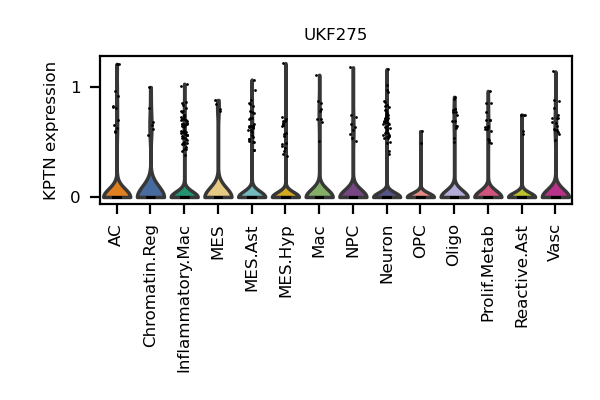 UKF275
KPTN expression
1
0
AC
Chromatin.Reg
Inflammatory.Mac
MES
MES.Ast
MES.Hyp
Mac
NPC
Neuron
OPC
Oligo
Prolif.Metab
Reactive.Ast
Vasc